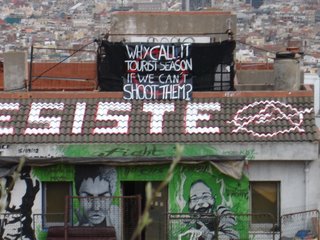 WHY CALL IT
TOURIST SEASON
IF WE CAN'T
SHOOT THEM?
ESISTE